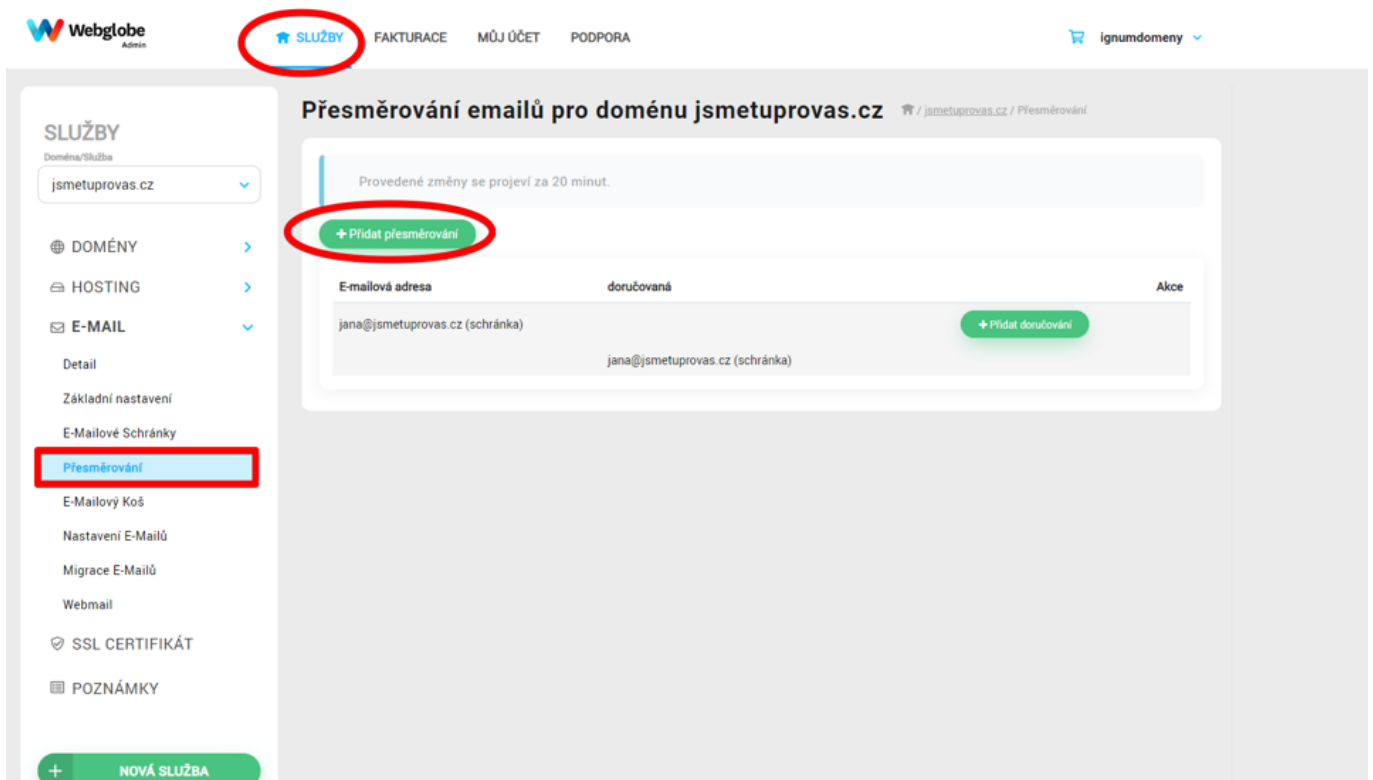 Webglobe
Admin
SLUŽBY
FAKTURACE
MŮJ ÚČET
PODPORA
ignumdomeny
SLUŽBY
Doména/Služba
jsmetuprovas.cz
DOMÉNY
HOSTING
E-MAIL
Detail
Základní nastavení
E-Mailové Schránky
Přesměrování
E-Mailový Koš
Nastavení E-Mailů
Migrace E-Mailů
Webmail
SSL CERTIFIKÁT
POZNÁMKY
+ NOVÁ SLUŽBA
Přesměrování emailů pro doménu jsmetuprovas.cz
/ jsmetuprovas.cz / Přesměrování
Provedené změny se projeví za 20 minut.
+ Přidat přesměrování
E-mailová adresa doručovaná Akce
jana@jsmetuprovas.cz (schránka) + Přidat doručování
jana@jsmetuprovas.cz (schránka)